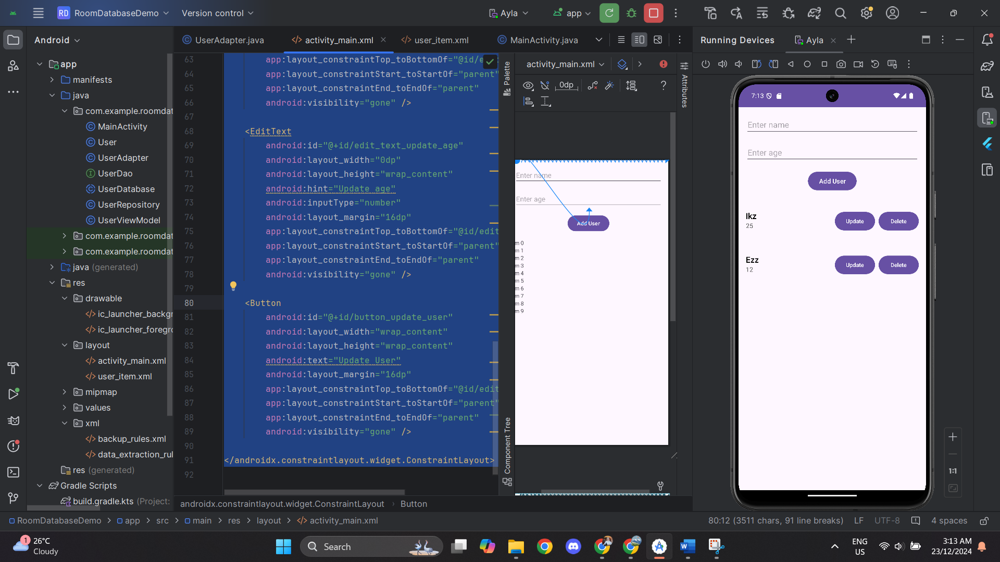 RD RoomDatabaseDemo Version control Ayla app
Android
UserAdapter.java activity_main.xml user_item.xml MainActivity.java
Running Devices Ayla
app
manifests
java
com.example.roomdat
MainActivity
User
UserAdapter
UserDao
UserDatabase
UserRepository
UserViewModel
com.example.roomdat
com.example.roomdat
java (generated)
res
drawable
ic_launcher_backgr
ic_launcher_foregro
layout
activity_main.xml
user_item.xml
mipmap
values
xml
backup_rules.xml
data_extraction_rul
res (generated)
Gradle Scripts
build.gradle.kts (Project:
63 app:layout_constraintTop_toBottomOf="@id/edit
64 app:layout_constraintStart_toStartOf="parent"
65 app:layout_constraintEnd_toEndOf="parent"
66 android:visibility="gone" />
67
68 <EditText
69 android:id="@+id/edit_text_update_age"
70 android:layout_width="0dp"
71 android:layout_height="wrap_content"
72 android:hint="Update age"
73 android:inputType="number"
74 android:layout_margin="16dp"
75 app:layout_constraintTop_toBottomOf="@id/edit
76 app:layout_constraintStart_toStartOf="parent"
77 app:layout_constraintEnd_toEndOf="parent"
78 android:visibility="gone" />
79
80 <Button
81 android:id="@+id/button_update_user"
82 android:layout_width="wrap_content"
83 android:layout_height="wrap_content"
84 android:text="Update User"
85 android:layout_margin="16dp"
86 app:layout_constraintTop_toBottomOf="@id/edit
87 app:layout_constraintStart_toStartOf="parent"
88 app:layout_constraintEnd_toEndOf="parent"
89 android:visibility="gone" />
90
91 </androidx.constraintlayout.widget.ConstraintLayout>
92
androidx.constraintlayout.widget.ConstraintLayout › Button
Palette
Component Tree
activity_main.xml
0dp ?
Attributes
Enter name
Enter age
Add User
m 0
m 1
m 2
m 3
m 4
m 5
m 6
m 7
m 8
m 9
7:13
Enter name
Enter age
Add User
Ikz
25
Update Delete
Ezz
12
Update Delete
1:1
RoomDatabaseDemo > app > src > main > res > layout > activity_main.xml
80:12 (3511 chars, 91 line breaks) LF UTF-8 4 spaces
1
26°C
Cloudy
Search
ENG
US
3:13 AM
23/12/2024